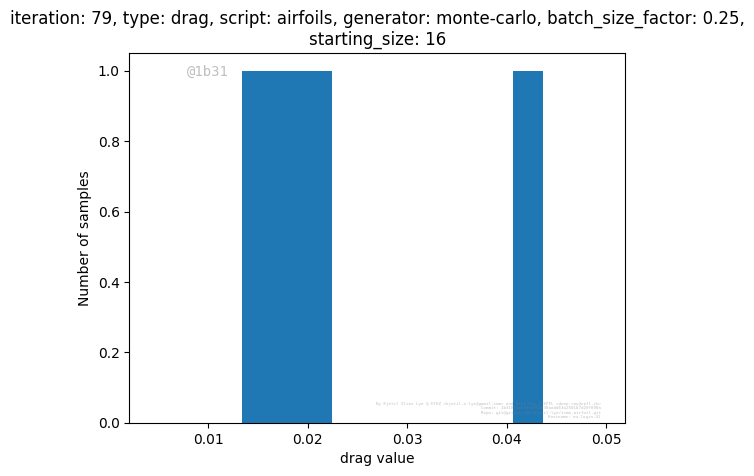 iteration: 79, type: drag, script: airfoils, generator: monte-carlo, batch_size_factor: 0.25,
starting_size: 16
@1b31
1.0
0.8
0.6
0.4
0.2
0.0
Number of samples
0.01
0.02
0.03
0.04
0.05
drag value